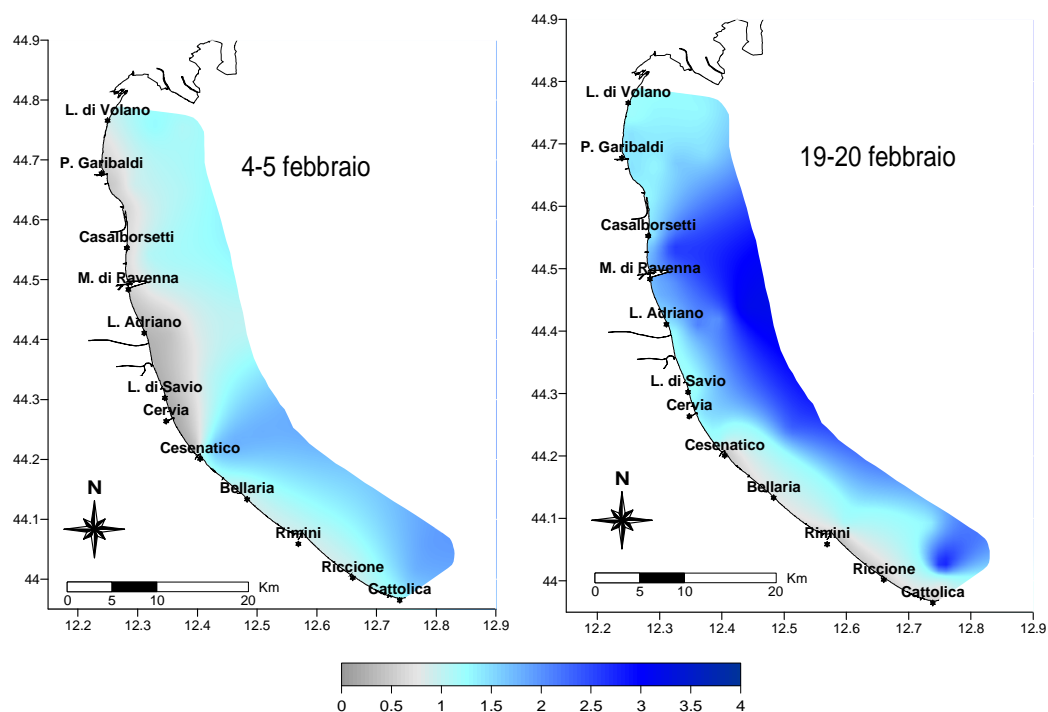 44.9
44.8
44.7
44.6
44.5
44.4
44.3
44.2
44.1
44
L. di Volano
P. Garibaldi
4-5 febbraio
Casalborsetti
M. di Ravenna
L. Adriano
L. di Savio
Cervia
Cesenatico
Bellaria
Rimini
Riccione
Cattolica
N
0 5 10 20 Km
12.2 12.3 12.4 12.5 12.6 12.7 12.8 12.9
44.9
44.8
44.7
44.6
44.5
44.4
44.3
44.2
44.1
44
L. di Volano
P. Garibaldi
19-20 febbraio
Casalborsetti
M. di Ravenna
L. Adriano
L. di Savio
Cervia
Cesenatico
Bellaria
Rimini
Riccione
Cattolica
N
0 5 10 20 Km
12.2 12.3 12.4 12.5 12.6 12.7 12.8 12.9
0 0.5 1 1.5 2 2.5 3 3.5 4